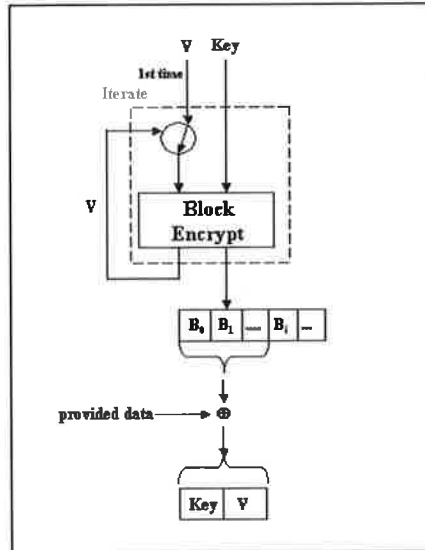 V Key
1st time
Iterate
V
Block
Encrypt
B₀ B₁ .... Bᵢ ...
provided data ⊕
Key V